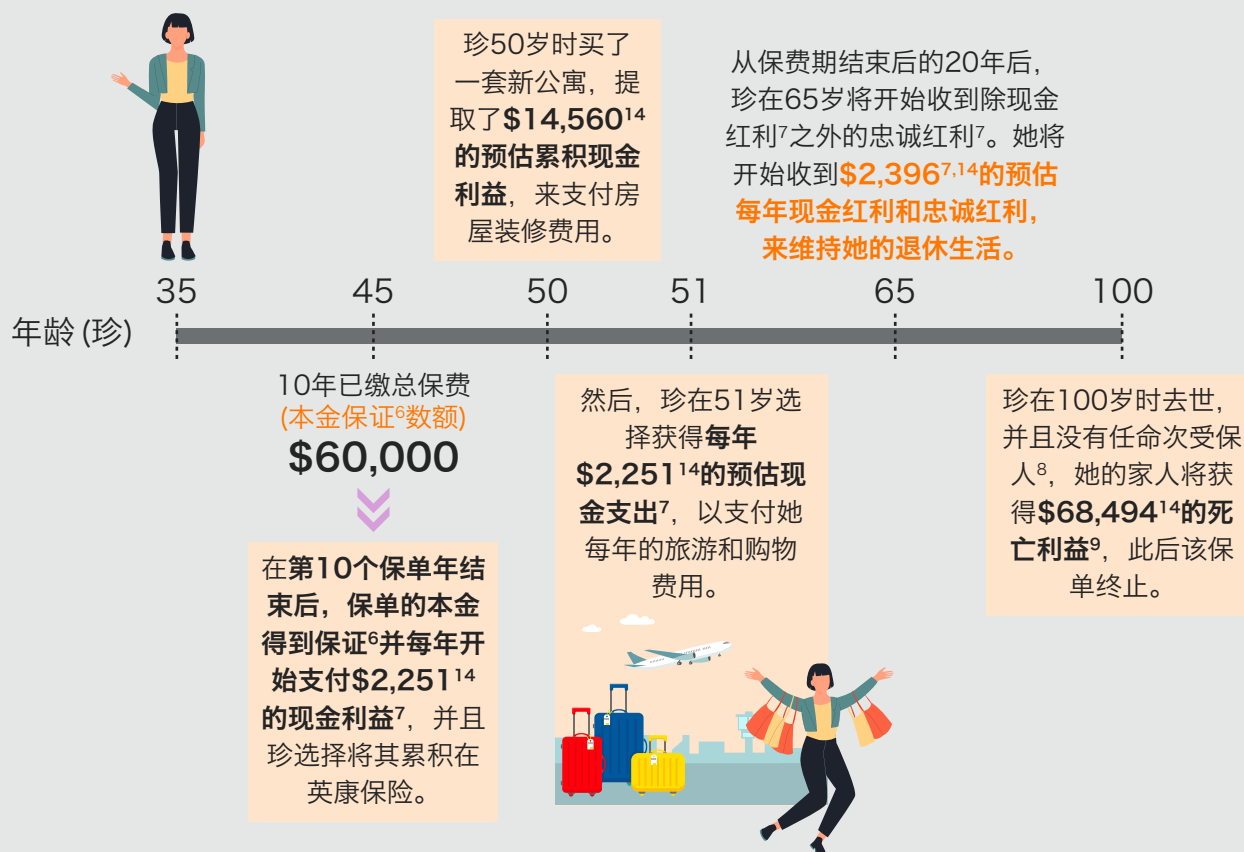 珍50岁时买了
一套新公寓，提
取了$14,560¹⁴
的预估累积现金
利益，来支付房
屋装修费用。
从保费期结束后的20年后，
珍在65岁将开始收到除现金
红利⁷之外的忠诚红利⁷。她将
开始收到$2,396⁷,¹⁴的预估
每年现金红利和忠诚红利，
来维持她的退休生活。
35 45 50 51 65 100
年龄 (珍)
10年已缴总保费
(本金保证⁶数额)
$60,000
在第10个保单年结
束后，保单的本金
得到保证⁶并每年开
始支付$2,251¹⁴
的现金利益⁷，并且
珍选择将其累积在
英康保险。
然后，珍在51岁选
择获得每年
$2,251¹⁴的预估现
金支出⁷，以支付她
每年的旅游和购物
费用。
珍在100岁时去世，
并且没有任命次受保
人⁸，她的家人将获
得$68,494¹⁴的死
亡利益⁹，此后该保
单终止。